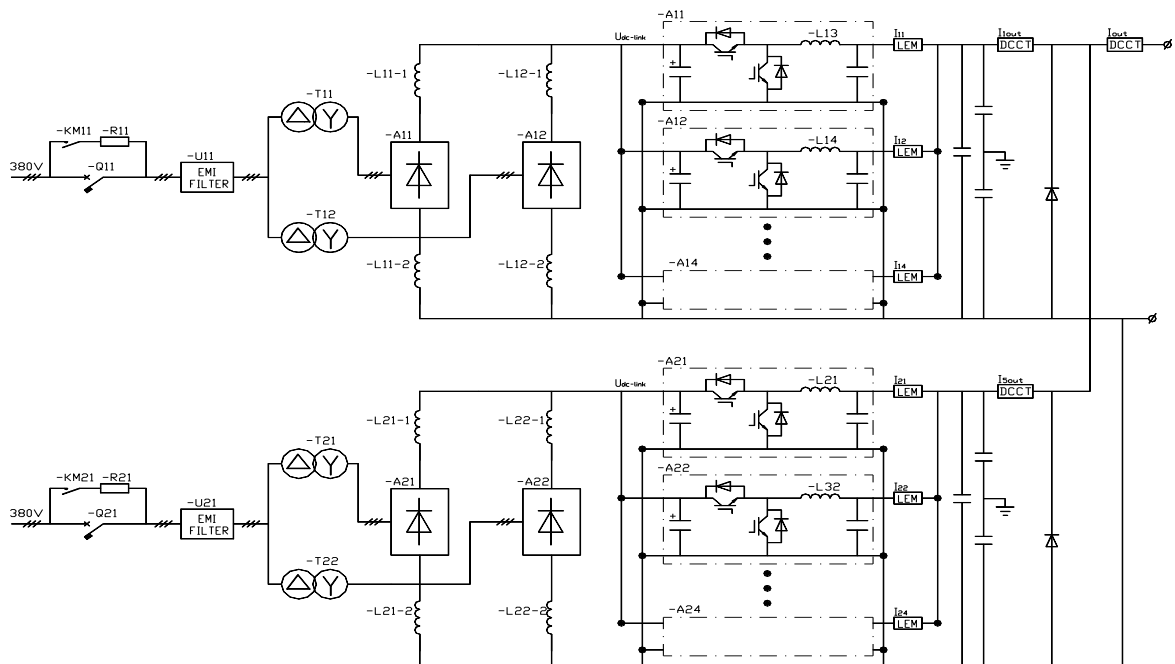 -A11
Udc-link
-L13
I11
LEM
I1out
DCCT
Iout
DCCT
-L11-1
-L12-1
-T11
-A12
-KM11
-R11
-A11
-A12
-L14
I12
LEM
380V
-Q11
-U11
EMI
FILTER
-T12
-L11-2
-L12-2
-A14
I14
LEM
-A21
Udc-link
-L21
I21
LEM
I5out
DCCT
-L21-1
-L22-1
-T21
-A22
-KM21
-R21
-A21
-A22
-L32
I22
LEM
380V
-Q21
-U21
EMI
FILTER
-T22
-L21-2
-L22-2
-A24
I24
LEM